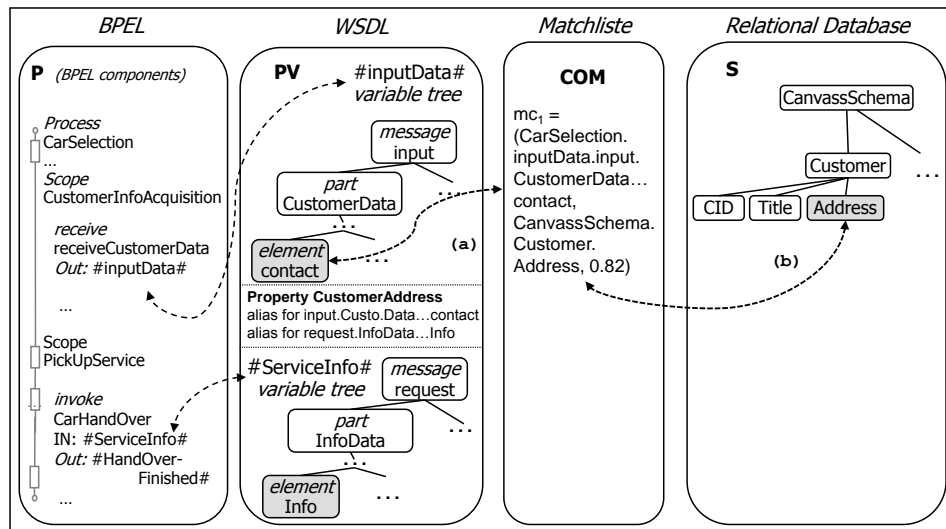 BPEL
WSDL
Matchliste
Relational Database
P (BPEL components)
Process
CarSelection
...
Scope
CustomerInfoAcquisition
receive
receiveCustomerData
Out: #inputData#
...
Scope
PickUpService
invoke
CarHandOver
IN: #ServiceInfo#
Out: #HandOver-
Finished#
...
PV
#inputData#
variable tree
message
input
part
CustomerData
...
...
element
contact
...
(a)
Property CustomerAddress
alias for input.Custo.Data...contact
alias for request.InfoData...Info
#ServiceInfo#
variable tree
message
request
part
InfoData
...
...
element
Info
...
COM
mc1 =
(CarSelection.
inputData.input.
CustomerData...
contact,
CanvassSchema.
Customer.
Address, 0.82)
S
CanvassSchema
Customer
...
CID
Title
Address
(b)